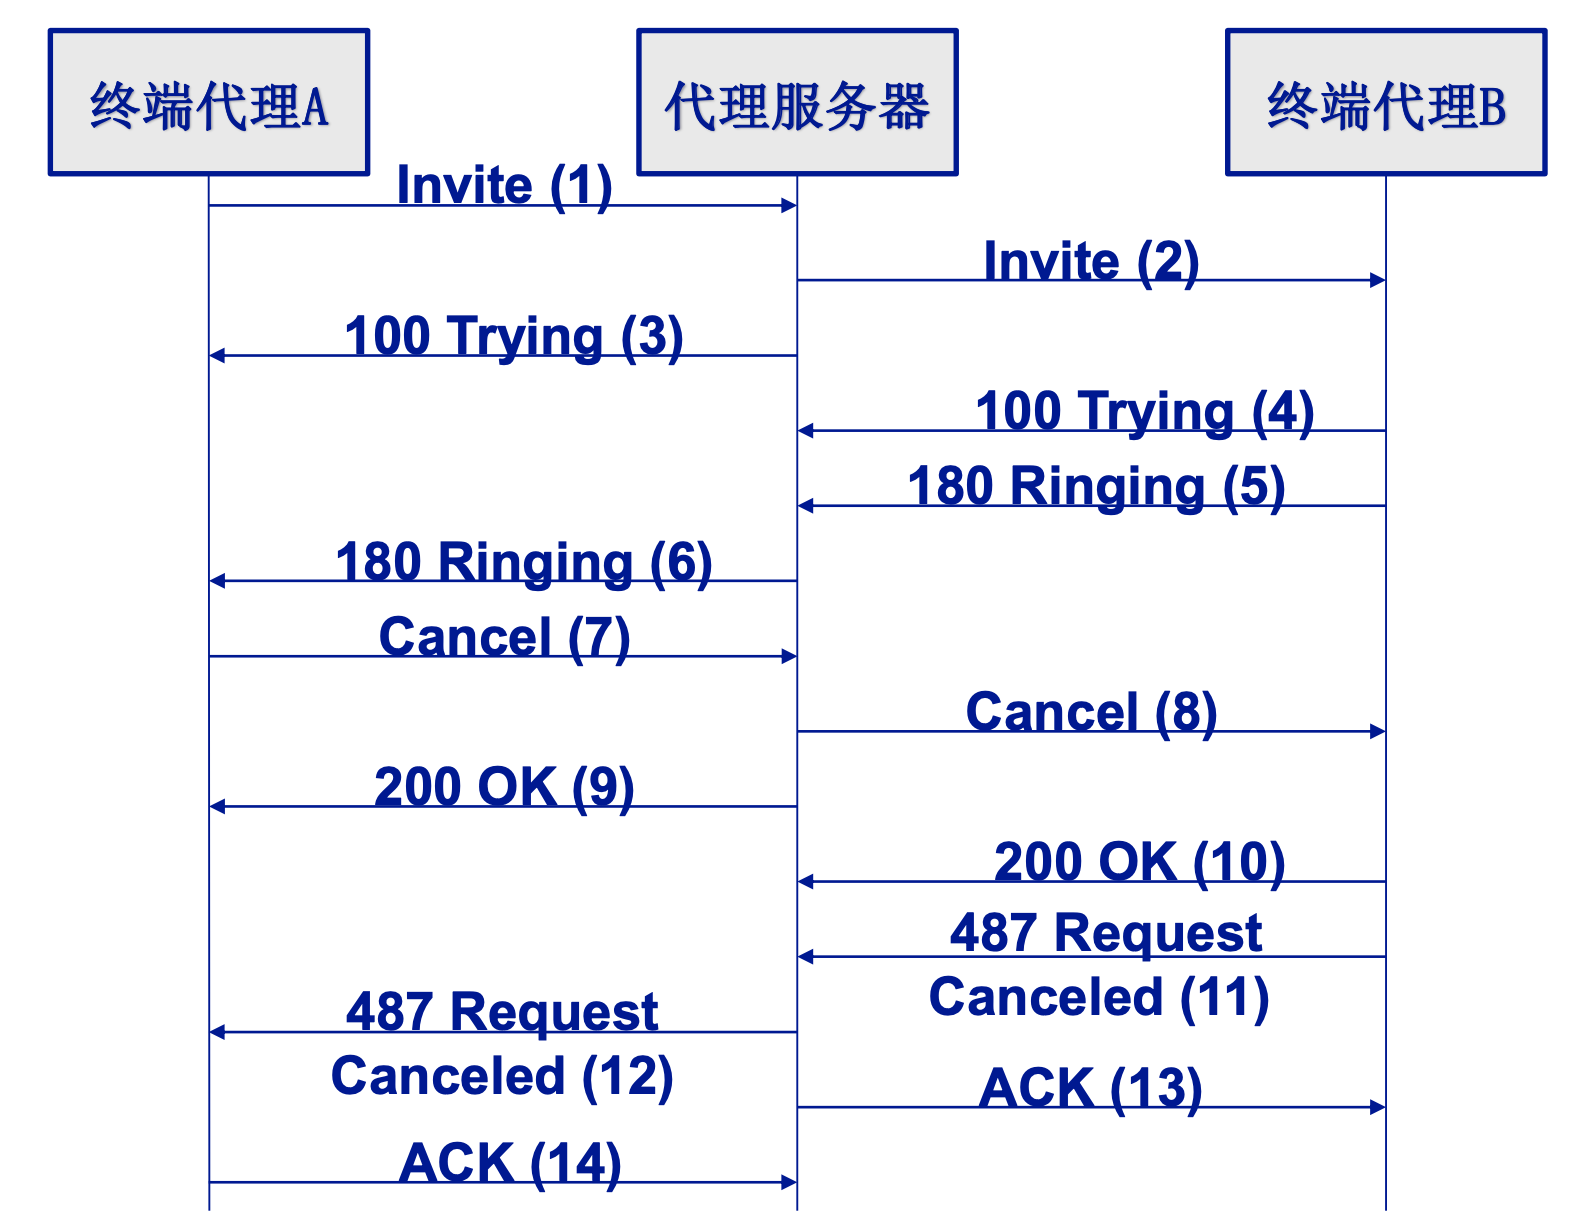 终端代理A
代理服务器
终端代理B
Invite (1)
Invite (2)
100 Trying (3)
100 Trying (4)
180 Ringing (5)
180 Ringing (6)
Cancel (7)
Cancel (8)
200 OK (9)
200 OK (10)
487 Request
Canceled (11)
487 Request
Canceled (12)
ACK (13)
ACK (14)